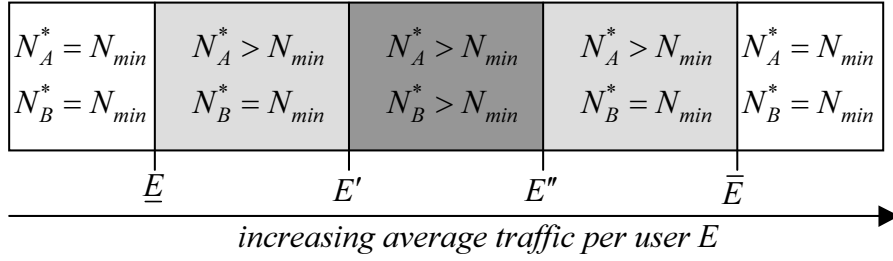 N*_A = N_min N*_A > N_min N*_A > N_min N*_A > N_min N*_A = N_min
N*_B = N_min N*_B = N_min N*_B > N_min N*_B = N_min N*_B = N_min
E̲ E′ E″ E̅
increasing average traffic per user E